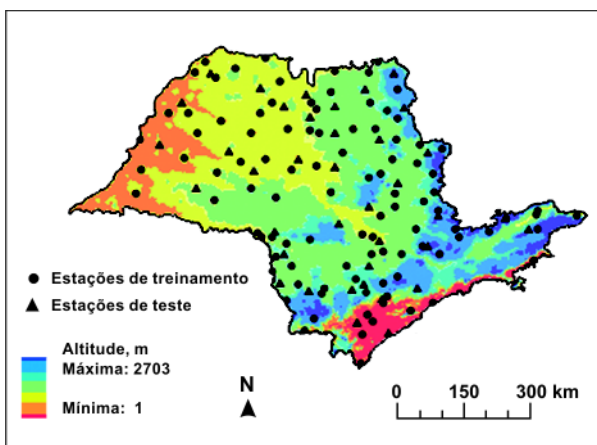 Estações de treinamento
Estações de teste
Altitude, m
Máxima: 2703
Mínima: 1
N
0 150 300 km